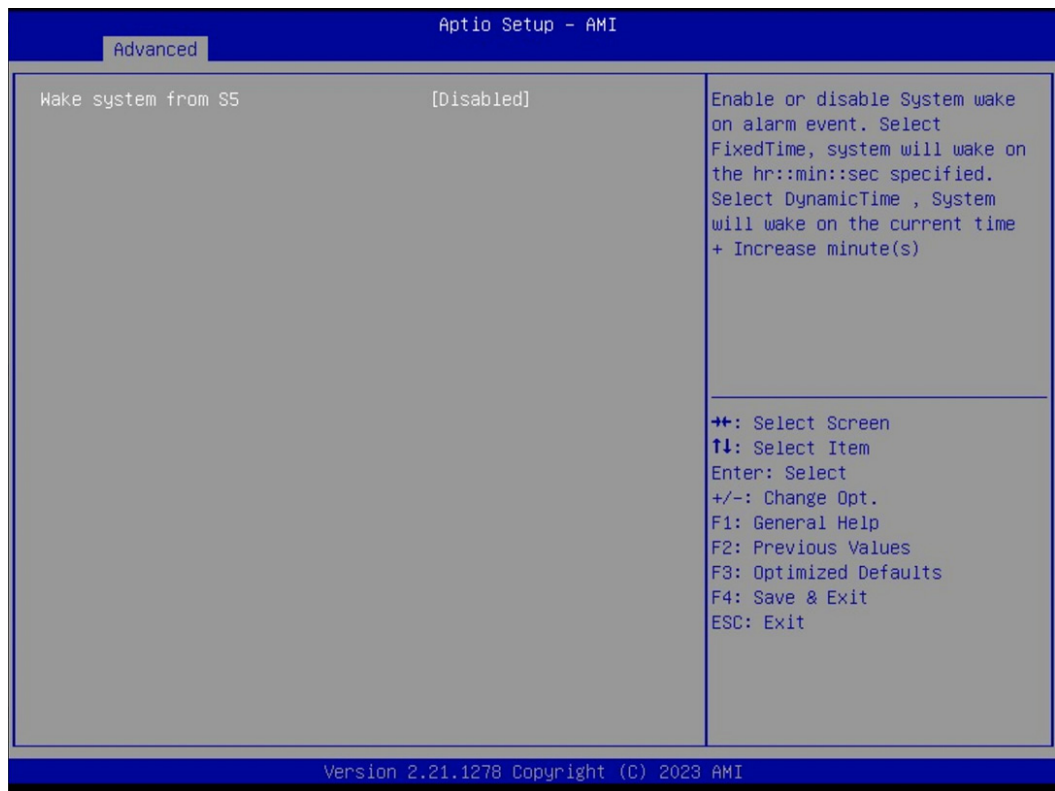 Aptio Setup – AMI
Advanced
Wake system from S5 [Disabled]
Enable or disable System wake
on alarm event. Select
FixedTime, system will wake on
the hr::min::sec specified.
Select DynamicTime , System
will wake on the current time
+ Increase minute(s)
→←: Select Screen
↑↓: Select Item
Enter: Select
+/-: Change Opt.
F1: General Help
F2: Previous Values
F3: Optimized Defaults
F4: Save & Exit
ESC: Exit
Version 2.21.1278 Copyright (C) 2023 AMI